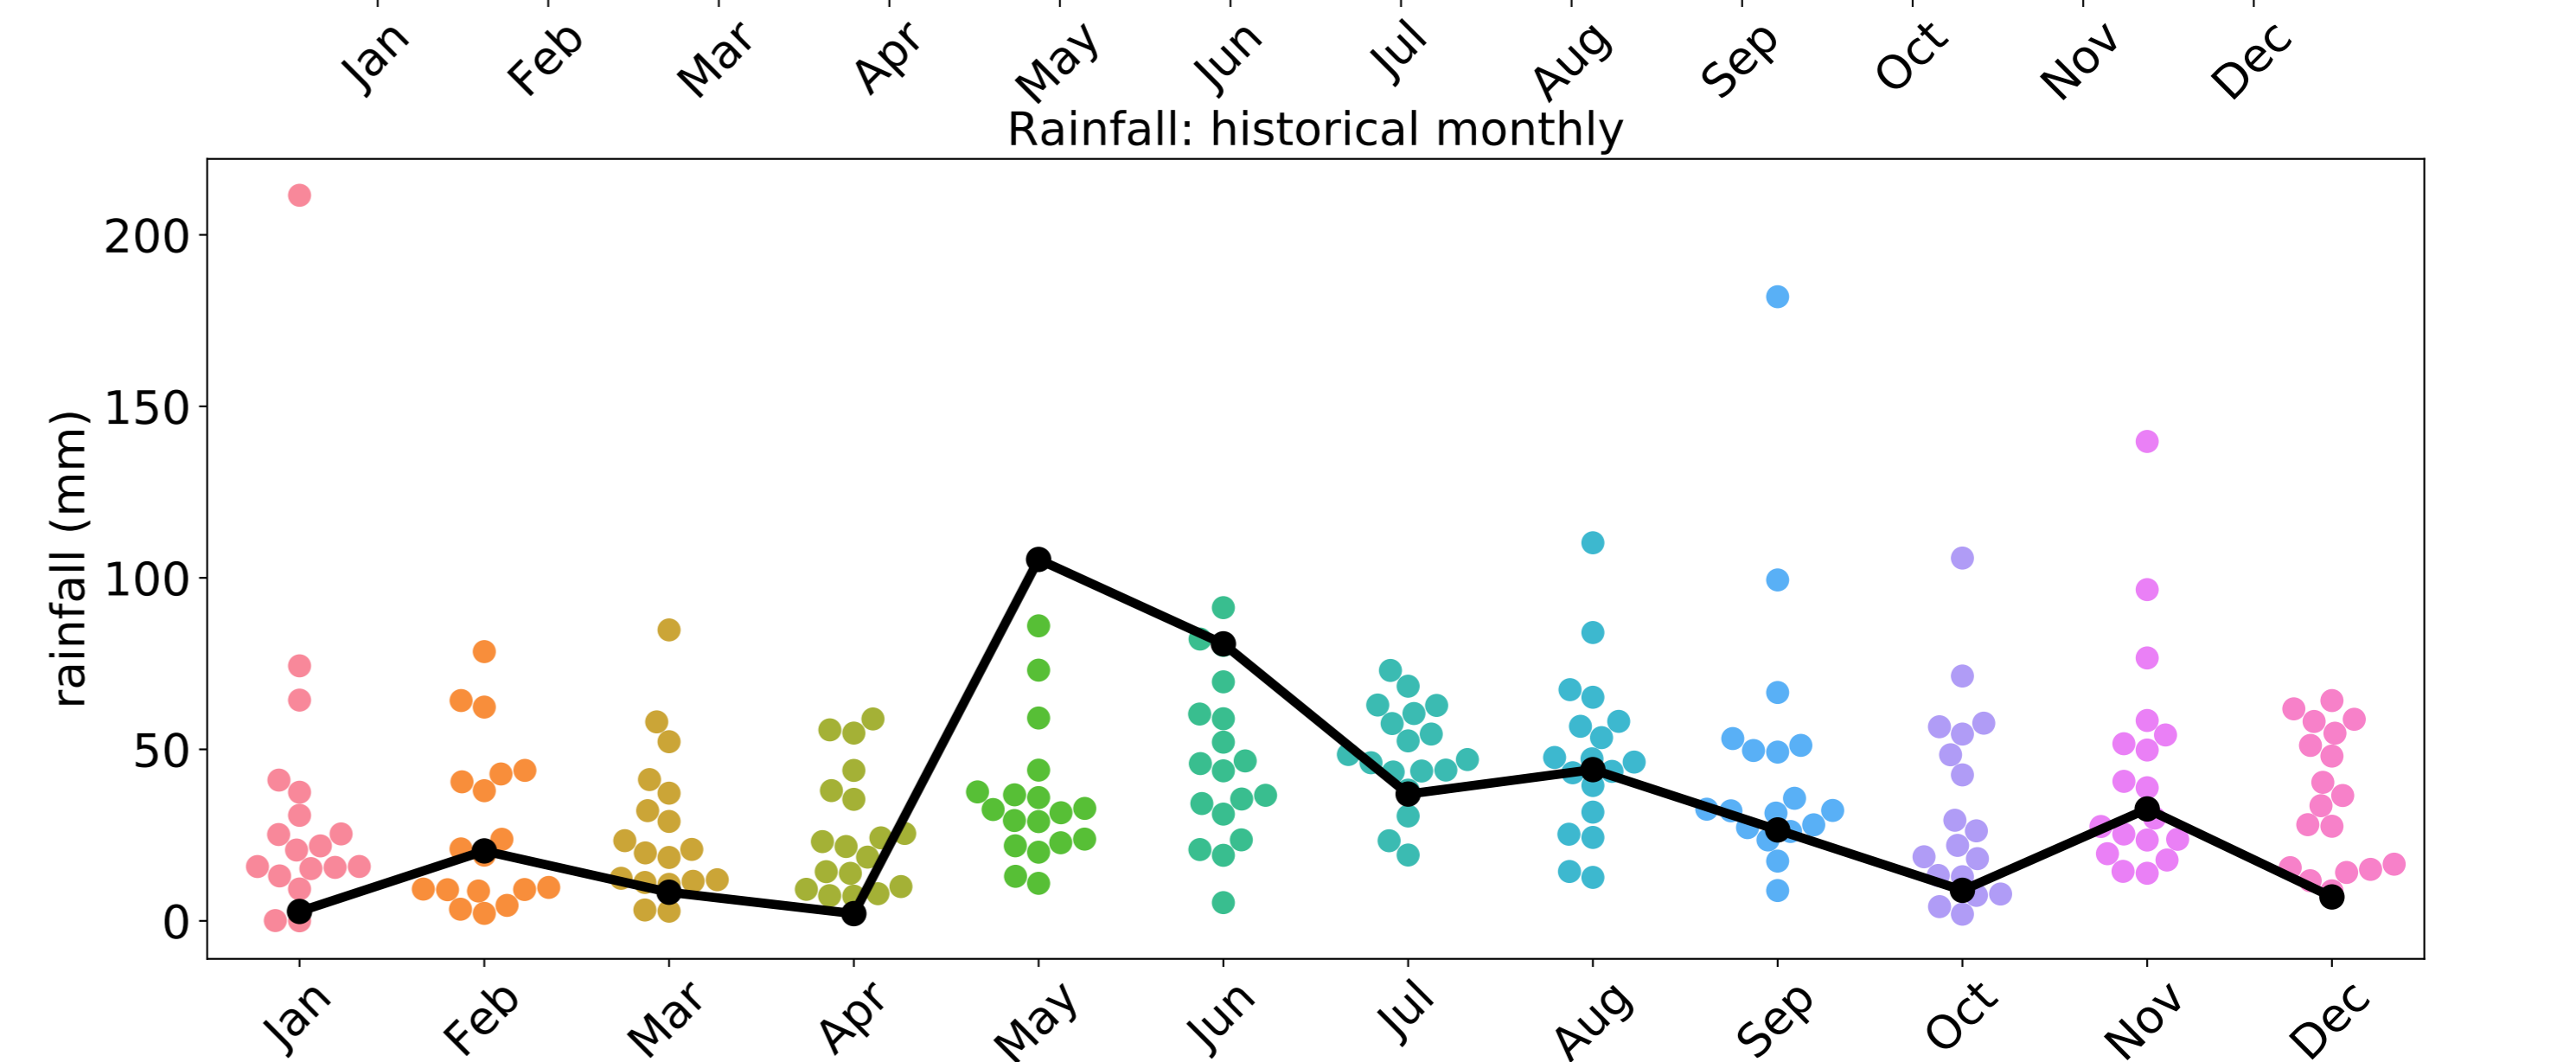 Jan Feb Mar Apr May Jun Jul Aug Sep Oct Nov Dec
Rainfall: historical monthly
rainfall (mm)
200
150
100
50
0
Jan Feb Mar Apr May Jun Jul Aug Sep Oct Nov Dec